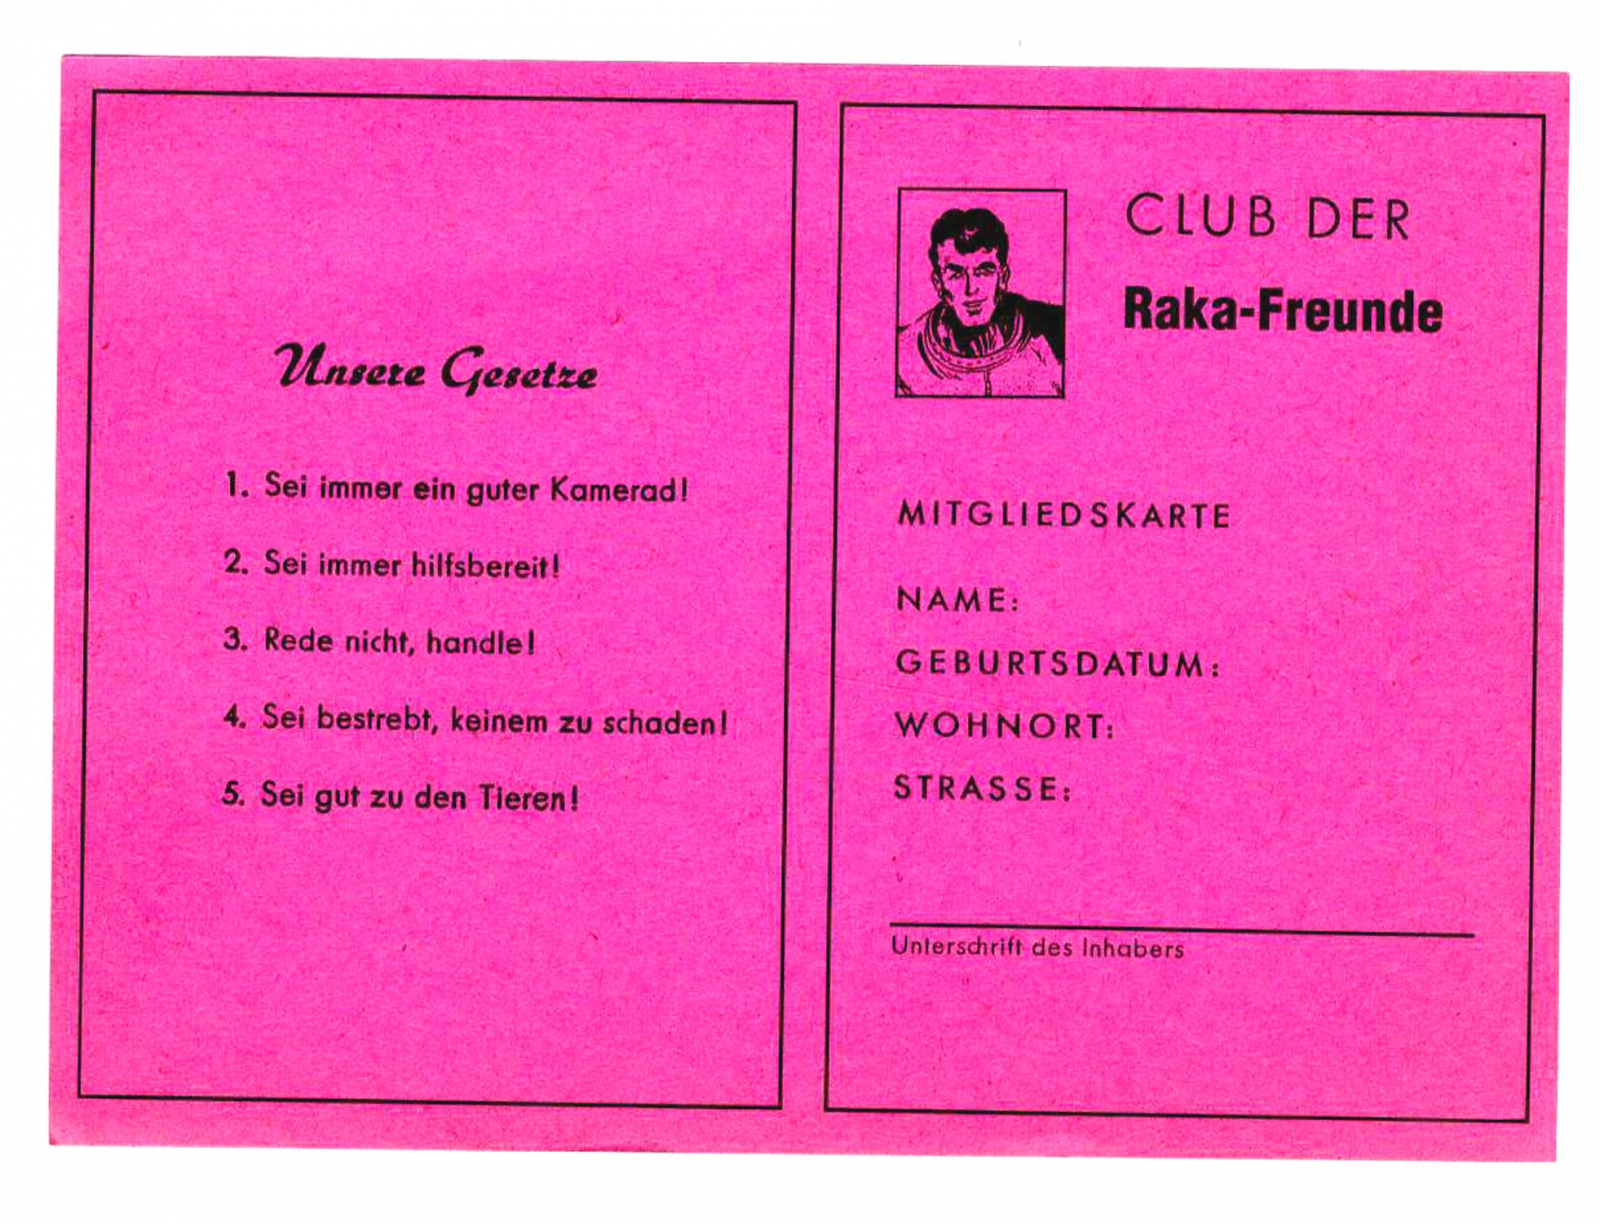 Unsere Gesetze
1. Sei immer ein guter Kamerad!
2. Sei immer hilfsbereit!
3. Rede nicht, handle!
4. Sei bestrebt, keinem zu schaden!
5. Sei gut zu den Tieren!
CLUB DER
Raka-Freunde
MITGLIEDSKARTE
NAME:
GEBURTSDATUM:
WOHNORT:
STRASSE:
Unterschrift des Inhabers